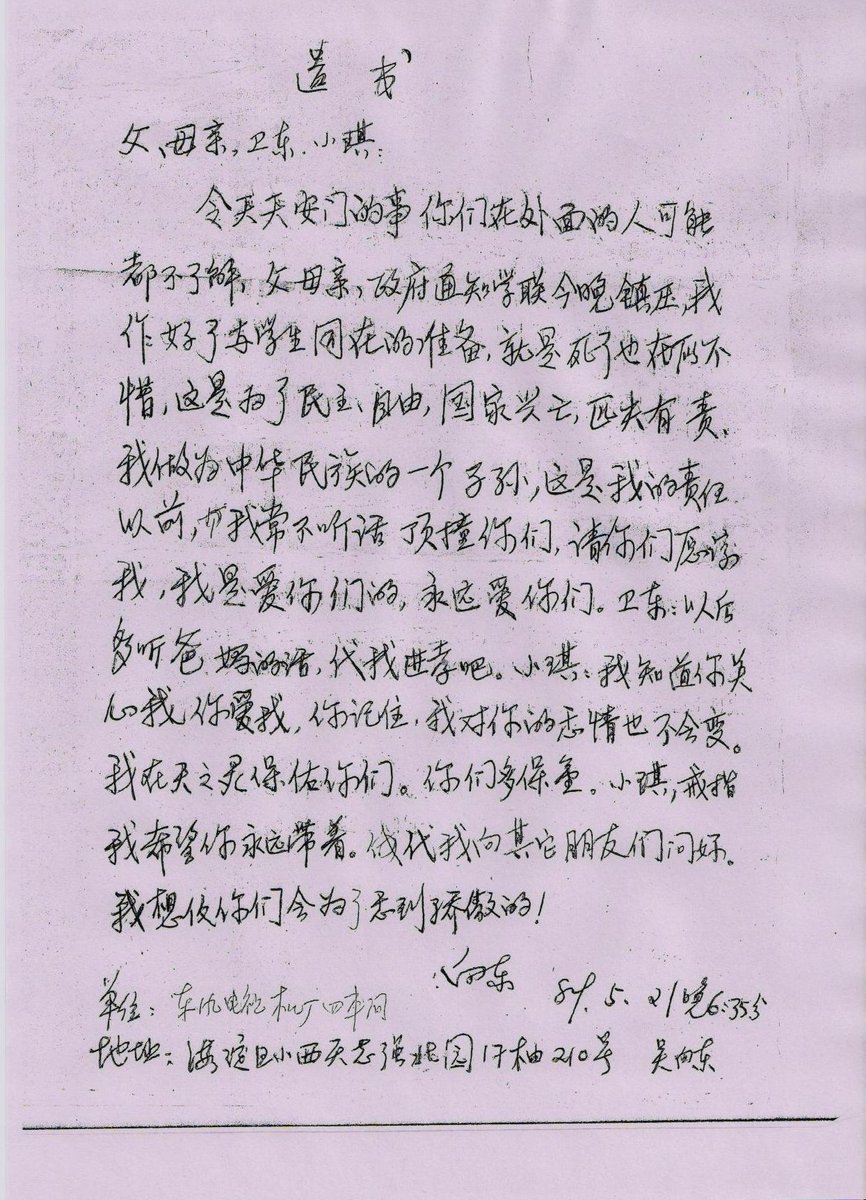 遗书
父、母亲,卫东.小琪:
今天天安门的事你们在外面的人可能
都不了解,父母亲,政府通知学联今晚镇压,我
作好了与学生同在的准备,就是死了也在所不
惜,这是为了民主、自由,国家兴亡,匹夫有责,
我做为中华民族的一个子孙,这是我的责任
以前,我常不听话顶撞你们,请你们原谅
我,我是爱你们的,永远爱你们。卫东:以后
多听爸妈的话,代我进孝吧。小琪:我知道你关
心我,你爱我,你记住,我对你的恋情也不会变。
我在天之灵保佑你们。你们多保重。小琪,戒指
我希望你永远带着。代我向其它朋友们问好。
我想你们会为了感到骄傲的!
向东 89.5.21晚6:35分
单位:东风电视机厂四车间
地址:海淀区小西天志强北园17楼210号 吴向东